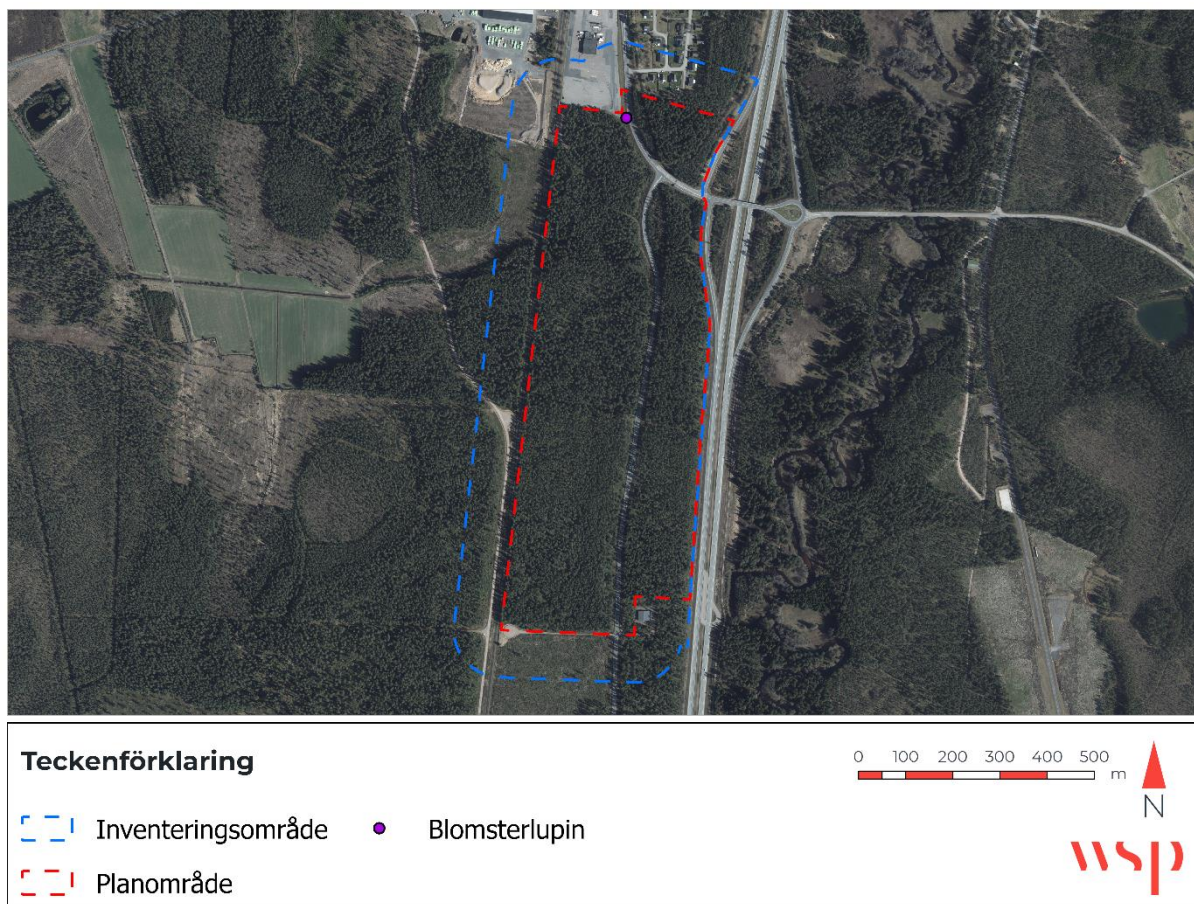 Teckenförklaring
Inventeringsområde
Blomsterlupin
Planområde
0 100 200 300 400 500
m
N
wsp